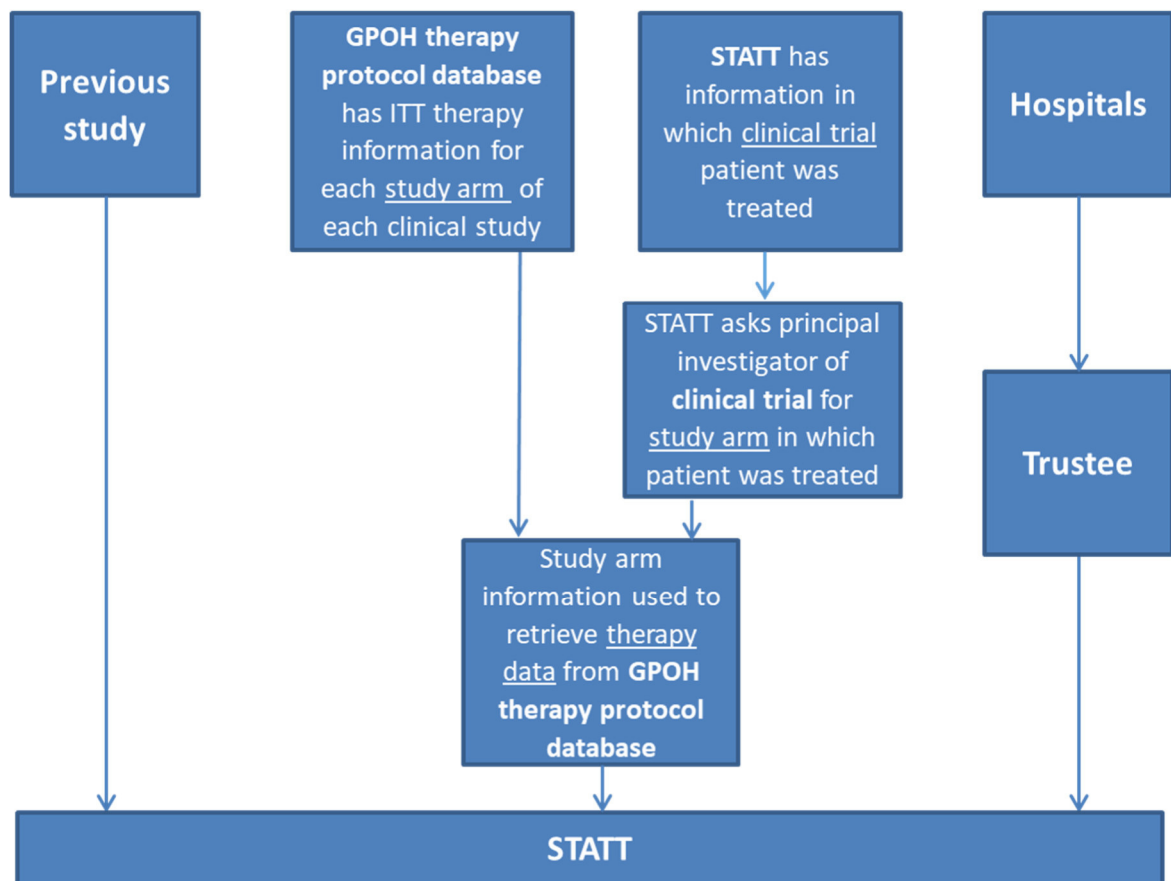 Previous
study
GPOH therapy
protocol database
has ITT therapy
information for
each study arm of
each clinical study
STATT has
information in
which clinical trial
patient was
treated
Hospitals
STATT asks principal
investigator of
clinical trial for
study arm in which
patient was treated
Trustee
Study arm
information used to
retrieve therapy
data from GPOH
therapy protocol
database
STATT